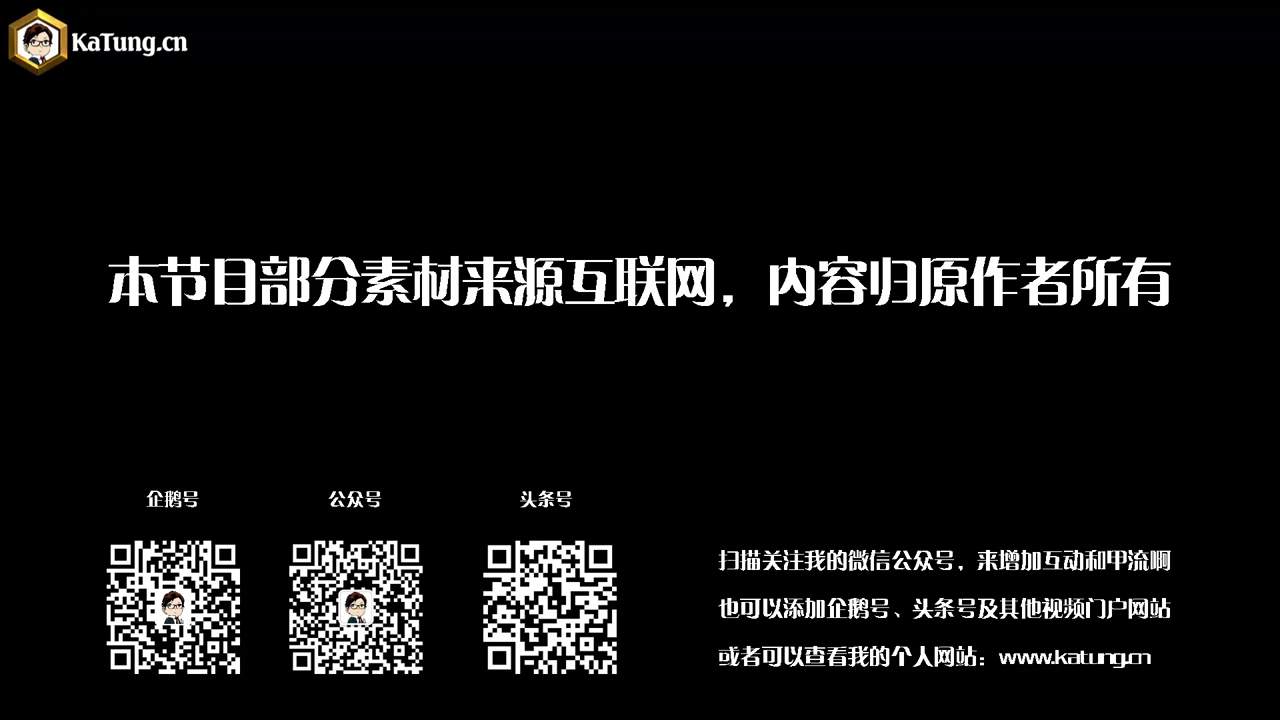 KaTung.cn
本节目部分素材来源互联网，内容归原作者所有
企鹅号
公众号
头条号
扫描关注我的微信公众号，来增加互动和甲流啊
也可以添加企鹅号、头条号及其他视频门户网站
或者可以查看我的个人网站：www.katung.cn